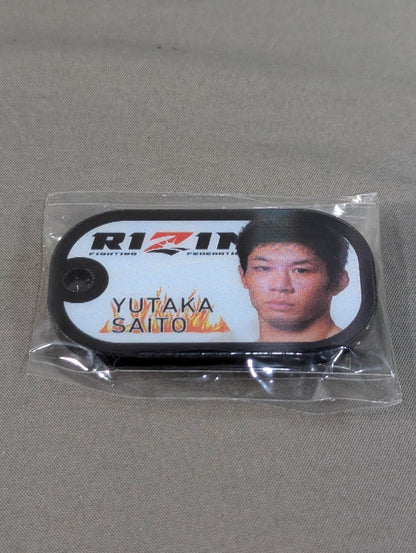 RIZIN
FIGHTING FEDERATION
YUTAKA
SAITO